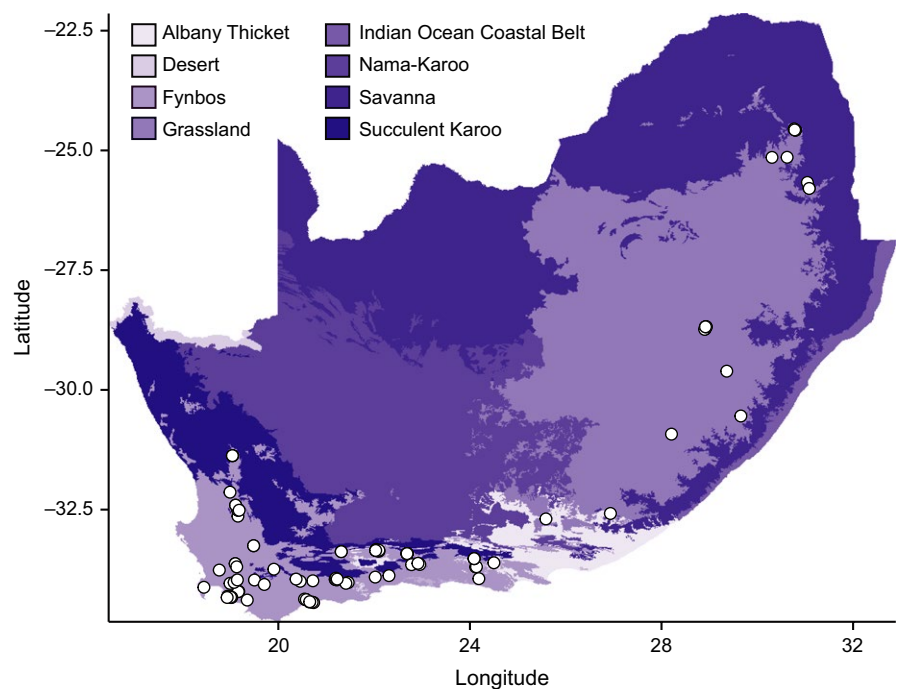 −22.5
−25.0
−27.5
−30.0
−32.5
Latitude
Albany Thicket
Desert
Fynbos
Grassland
Indian Ocean Coastal Belt
Nama-Karoo
Savanna
Succulent Karoo
20 24 28 32
Longitude